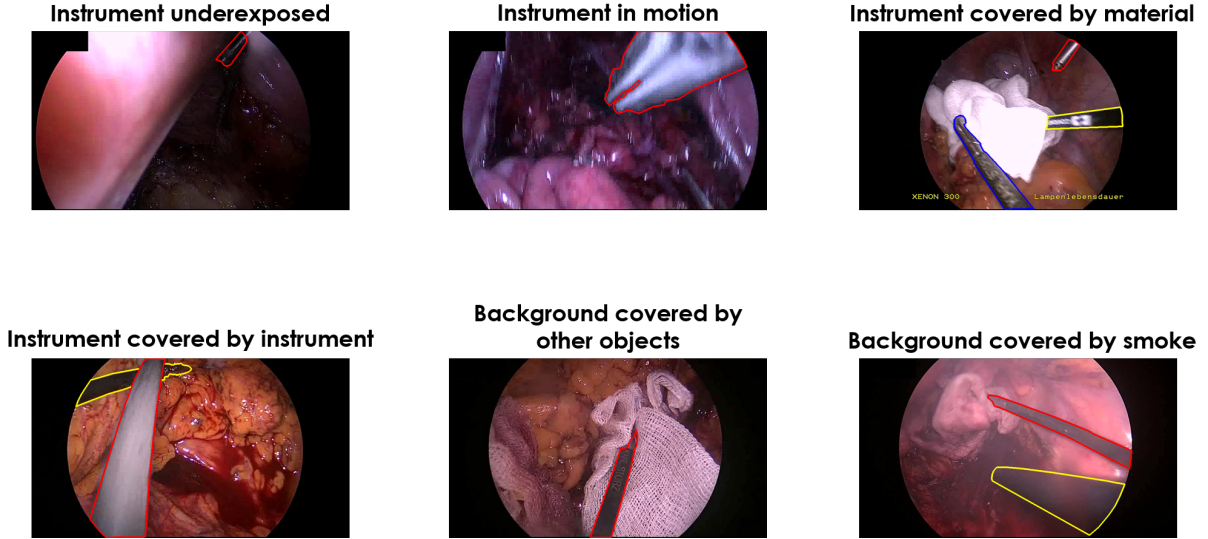 Instrument underexposed
Instrument in motion
Instrument covered by material
XENON 300
Lampenlebensdauer
Instrument covered by instrument
Background covered by
other objects
Background covered by smoke